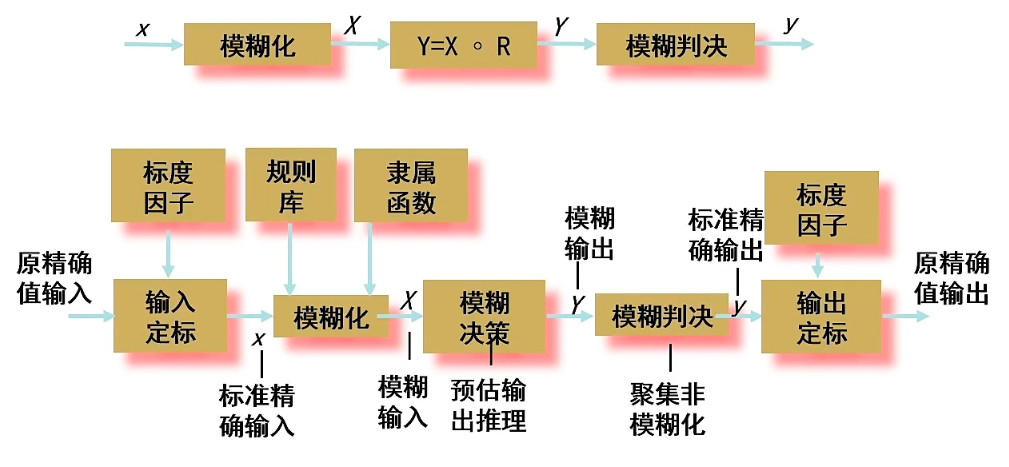 x
模糊化
X
Y=X ∘ R
Y
模糊判决
y
标度
因子
规则
库
隶属
函数
标度
因子
模糊
输出
标准精
确输出
原精确
值输入
输入
定标
x
模糊化
X
模糊
决策
Y
模糊判决
y
输出
定标
原精确
值输出
标准精
确输入
模糊
输入
预估输
出推理
聚集非
模糊化